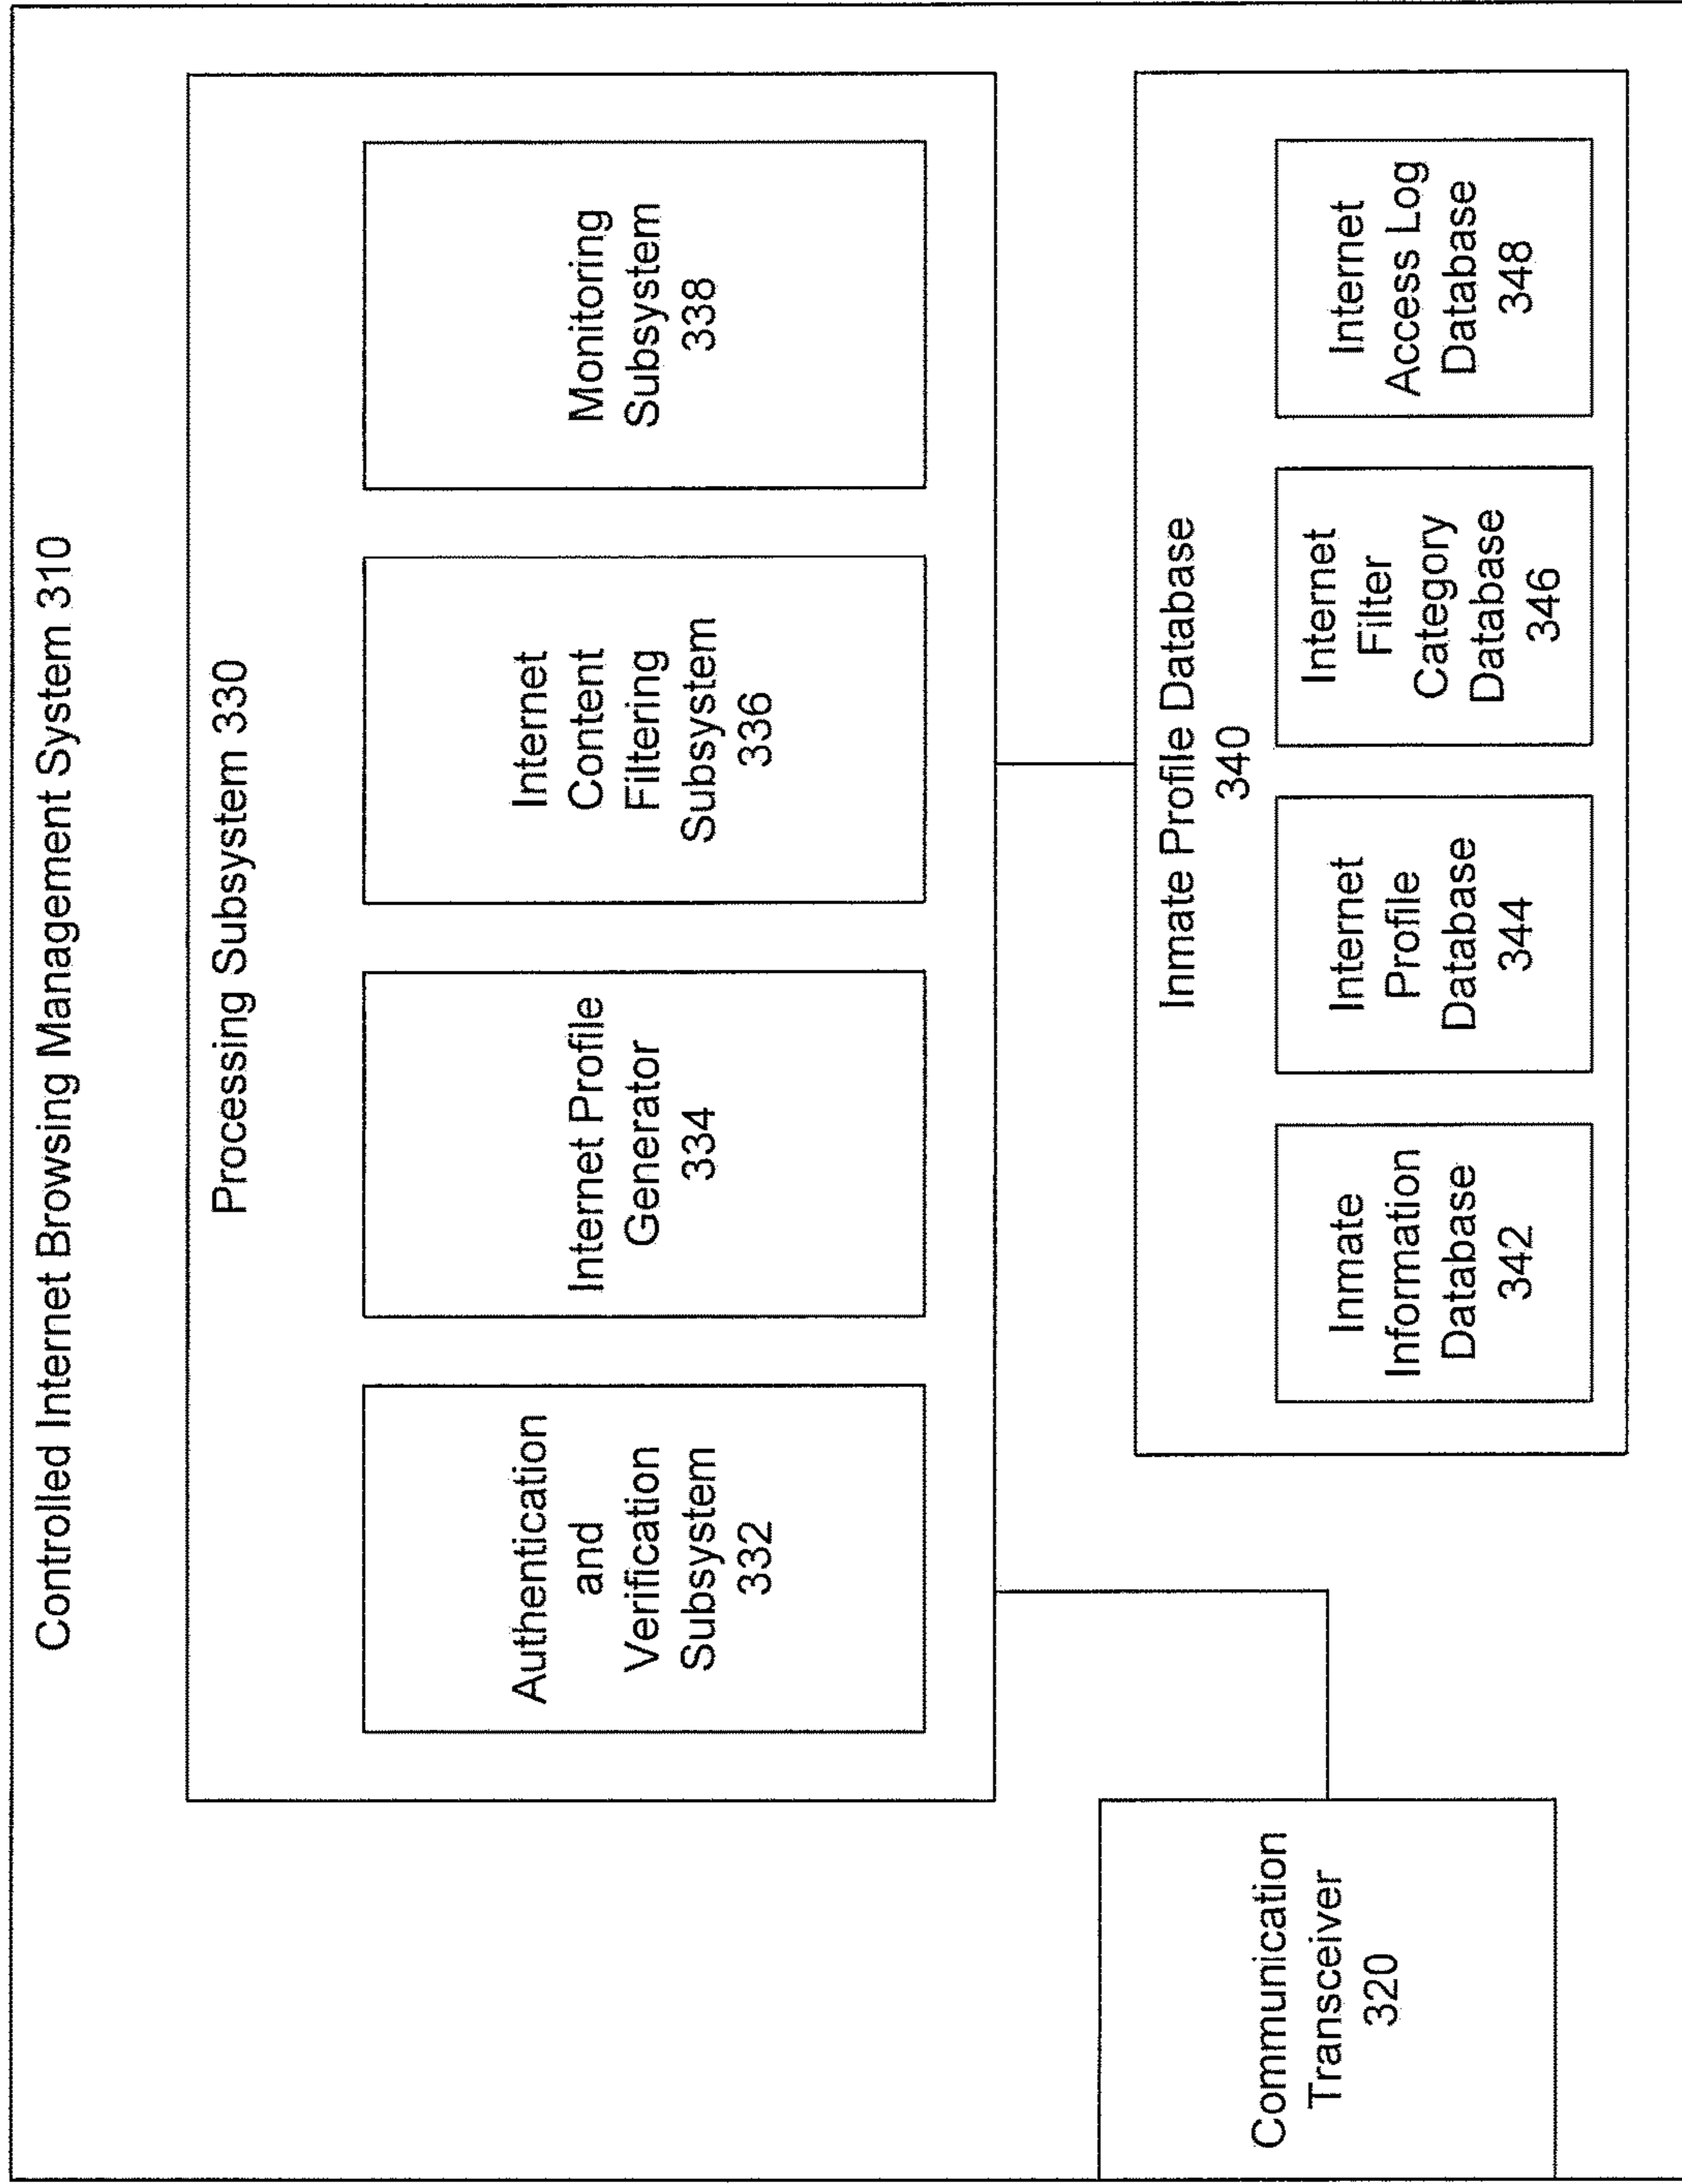 Controlled Internet Browsing Management System 310
Processing Subsystem 330
Authentication
and
Verification
Subsystem
332
Internet Profile
Generator
334
Internet
Content
Filtering
Subsystem
336
Monitoring
Subsystem
338
Communication
Transceiver
320
Inmate Profile Database
340
Inmate
Information
Database
342
Internet
Profile
Database
344
Internet
Filter
Category
Database
346
Internet
Access Log
Database
348